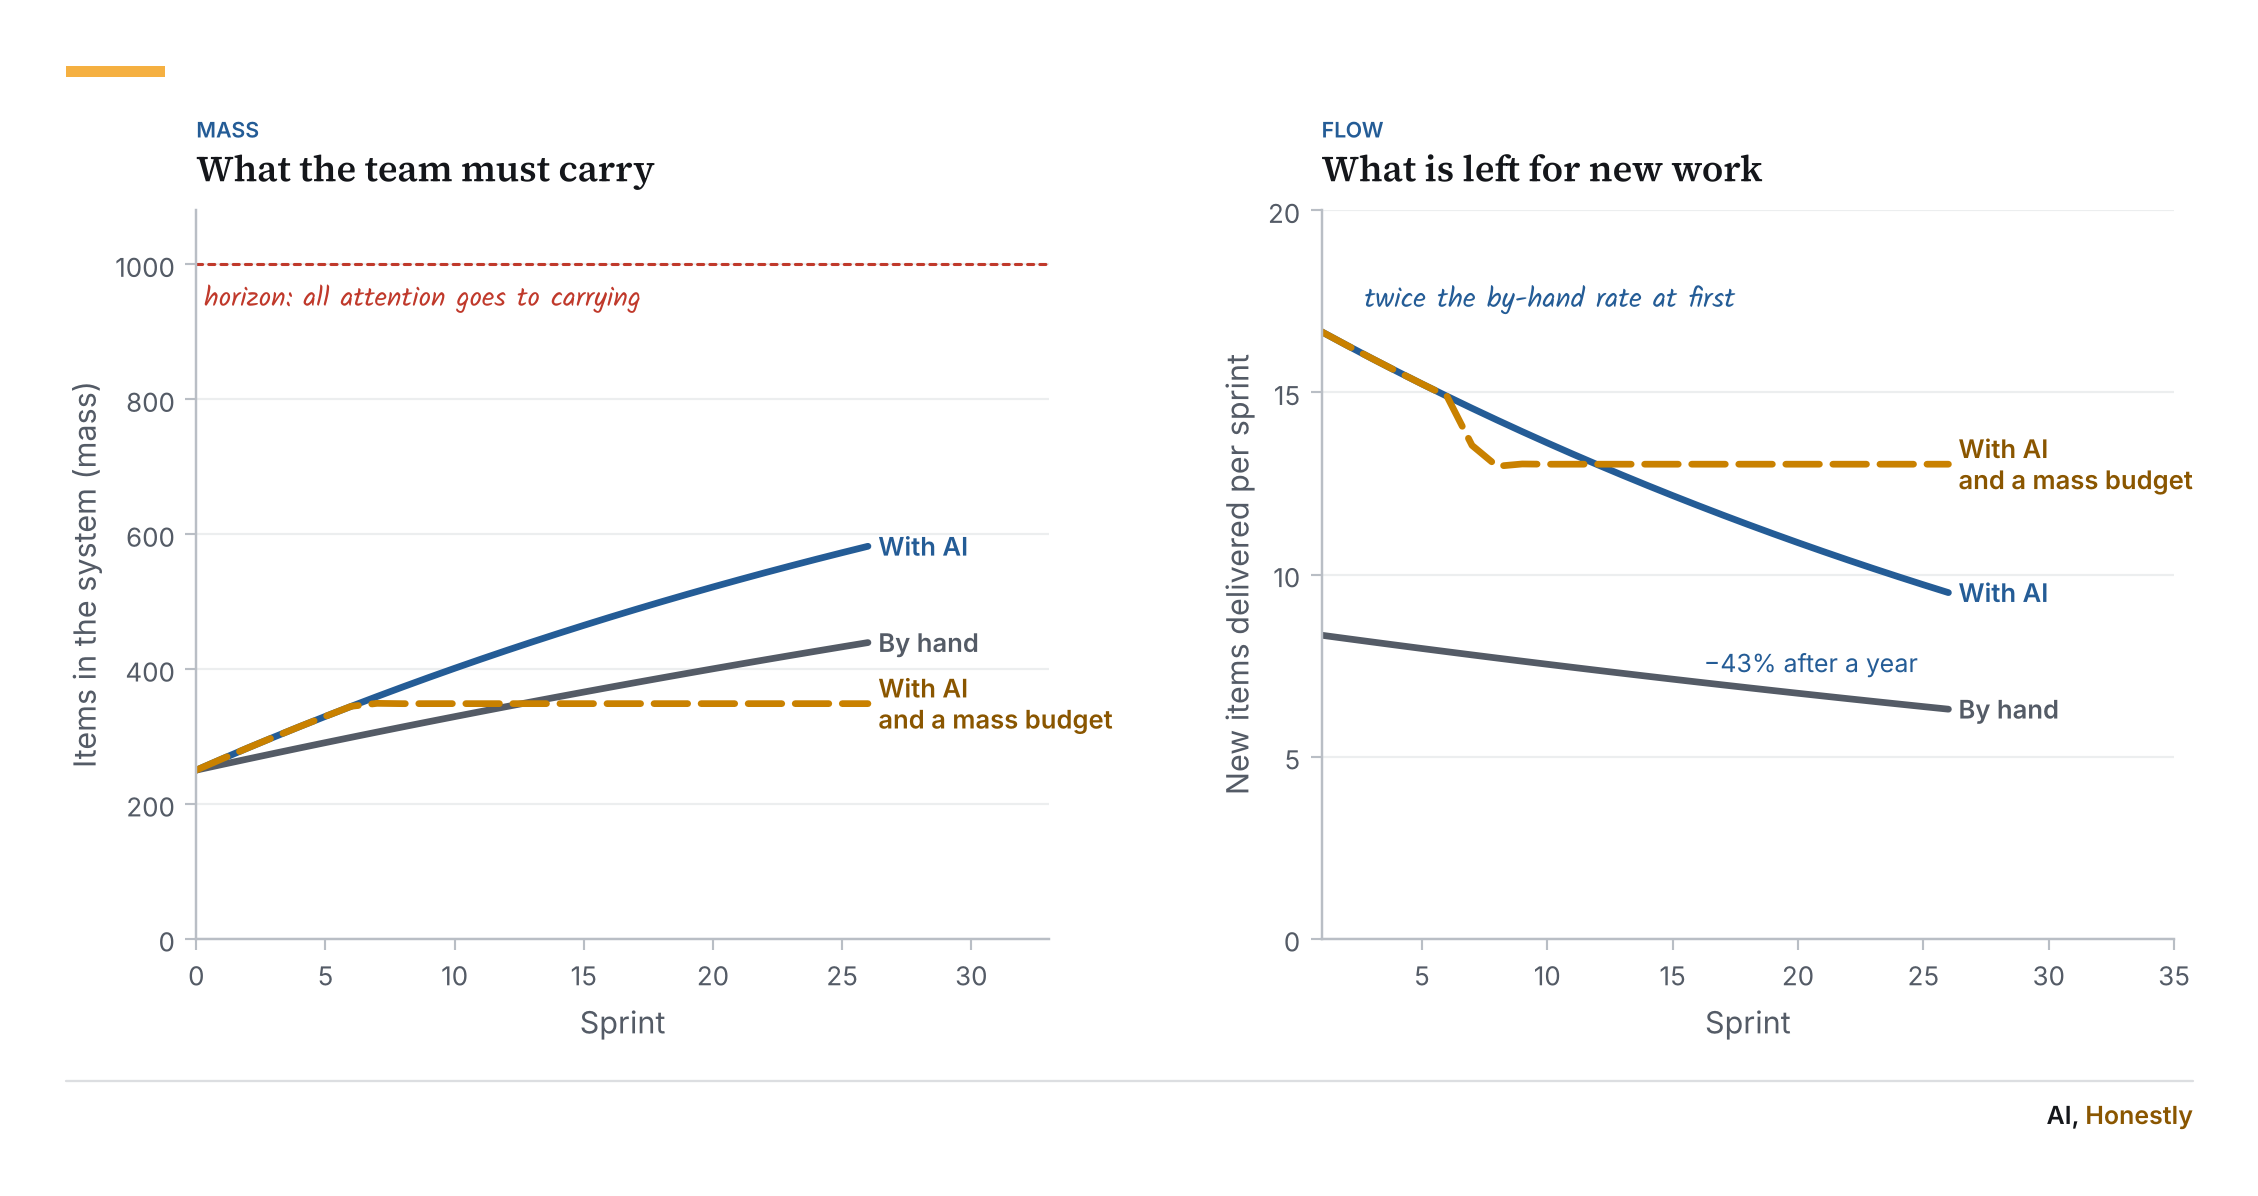 MASS
What the team must carry
Items in the system (mass)
1000
800
600
400
200
0
horizon: all attention goes to carrying
With AI
By hand
With AI
and a mass budget
0 5 10 15 20 25 30
Sprint
FLOW
What is left for new work
New items delivered per sprint
20
15
10
5
0
twice the by-hand rate at first
With AI
and a mass budget
With AI
−43% after a year
By hand
5 10 15 20 25 30 35
Sprint
AI, Honestly